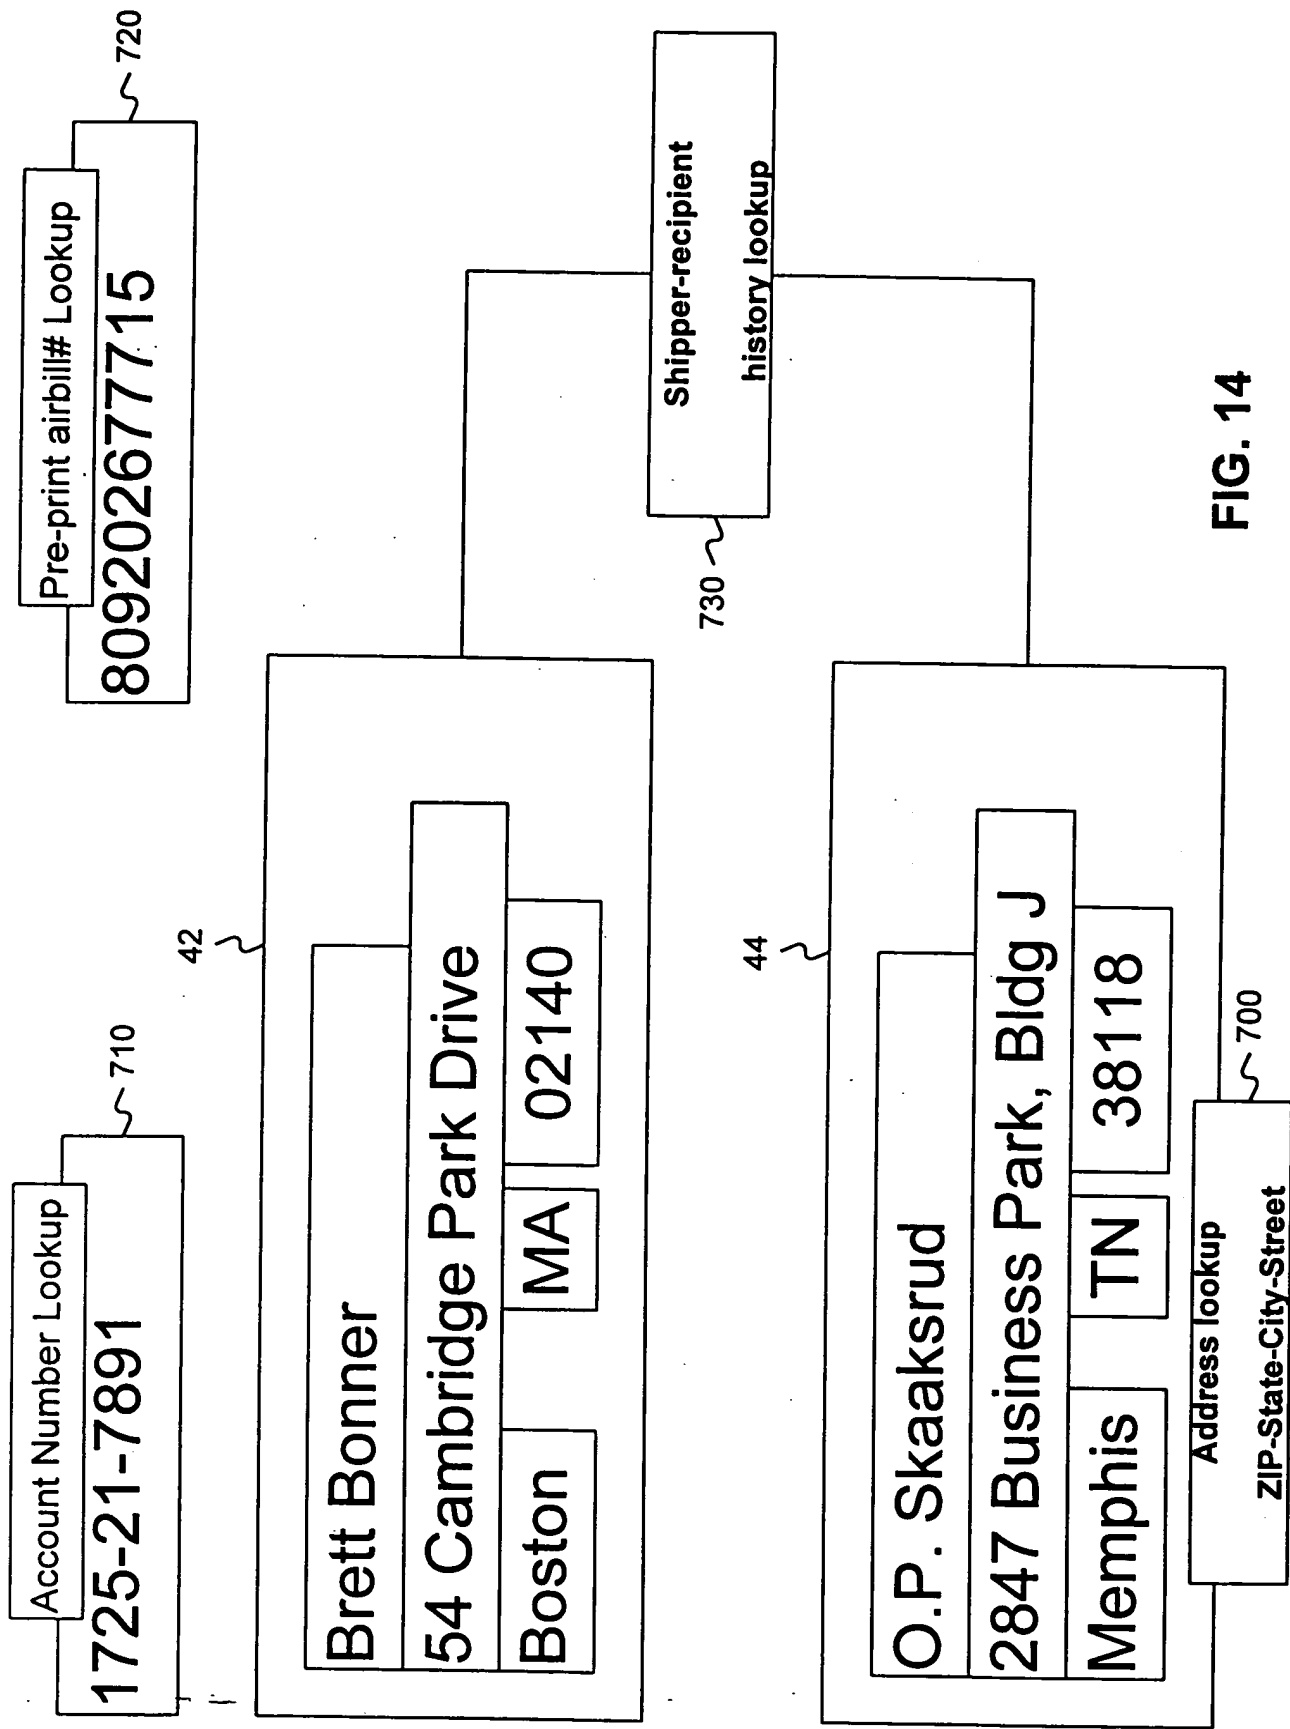 Account Number Lookup
1725-21-7891
710
Pre-print airbill# Lookup
809202677715
720
42
Brett Bonner
54 Cambridge Park Drive
Boston
MA
02140
Shipper-recipient
history lookup
730
44
O.P. Skaaksrud
2847 Business Park, Bldg J
Memphis
TN
38118
Address lookup
ZIP-State-City-Street
700
FIG. 14